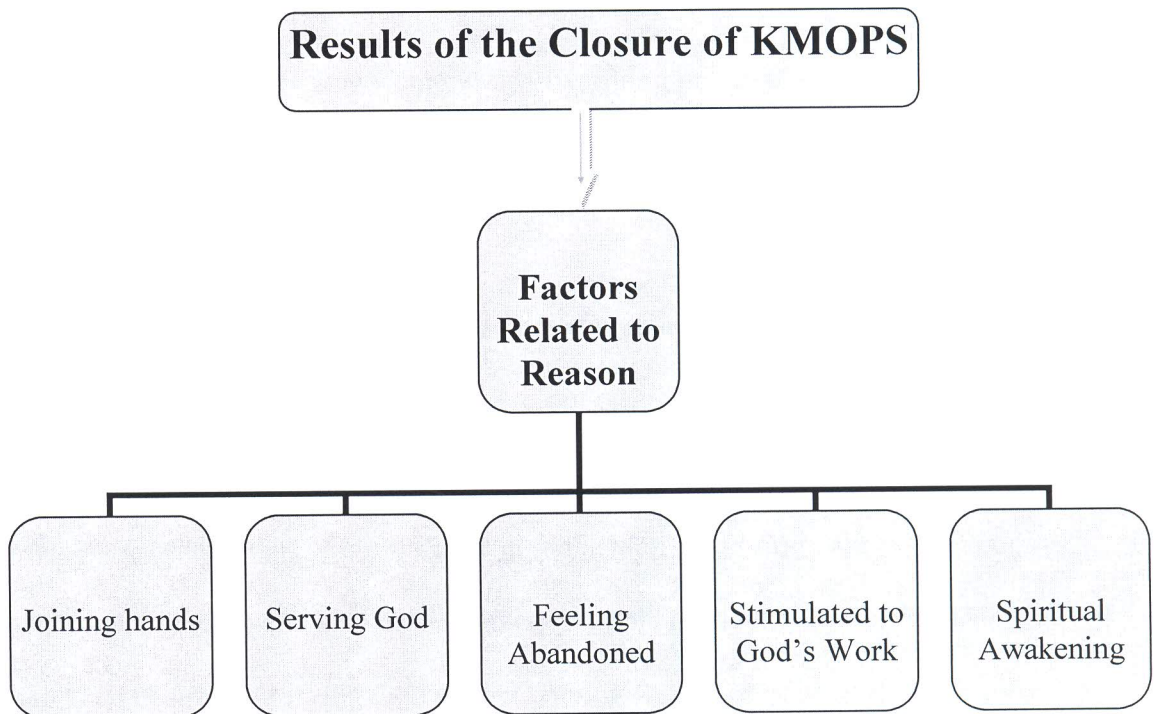 Results of the Closure of KMOPS
Factors
Related to
Reason
Joining hands
Serving God
Feeling
Abandoned
Stimulated to
God's Work
Spiritual
Awakening